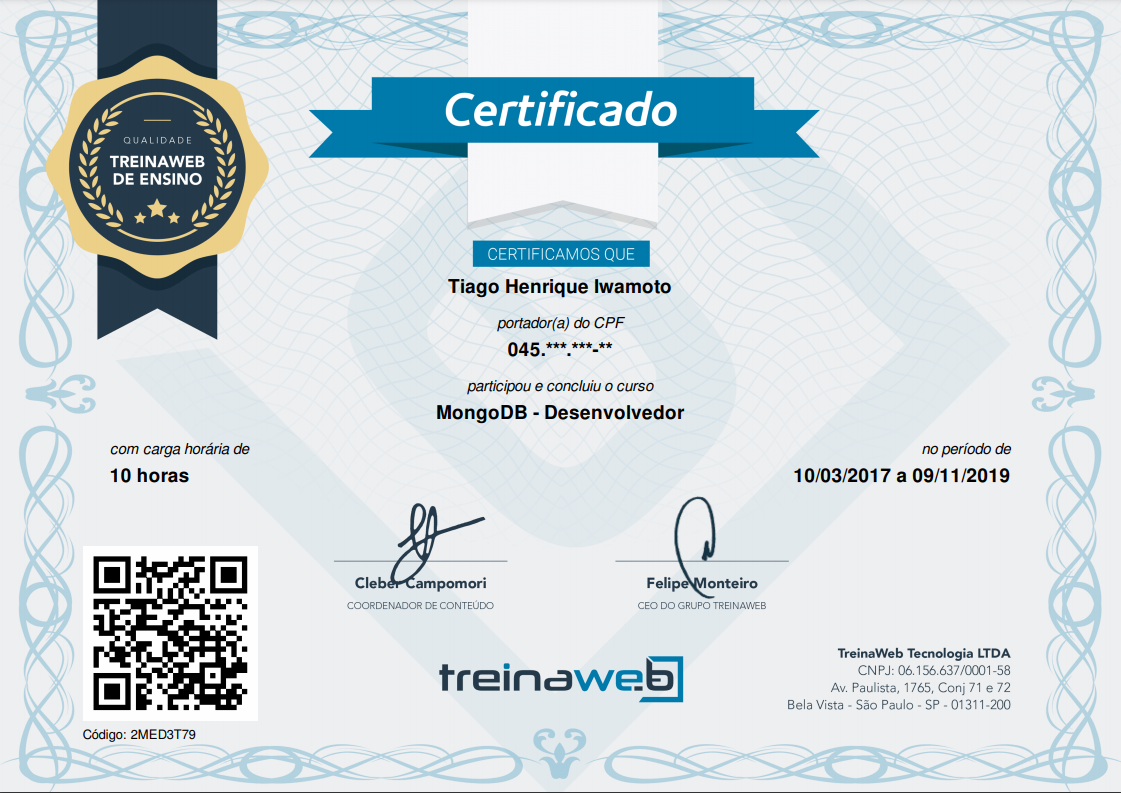 Certificado
QUALIDADE
TREINAWEB
DE ENSINO
CERTIFICAMOS QUE
Tiago Henrique Iwamoto
portador(a) do CPF
045.***.***-**
participou e concluiu o curso
MongoDB - Desenvolvedor
com carga horária de
10 horas
no período de
10/03/2017 a 09/11/2019
Cleber Campomori
COORDENADOR DE CONTEÚDO
Felipe Monteiro
CEO DO GRUPO TREINAWEB
treinaweb
TreinaWeb Tecnologia LTDA
CNPJ: 06.156.637/0001-58
Av. Paulista, 1765, Conj 71 e 72
Bela Vista - São Paulo - SP - 01311-200
Código: 2MED3T79